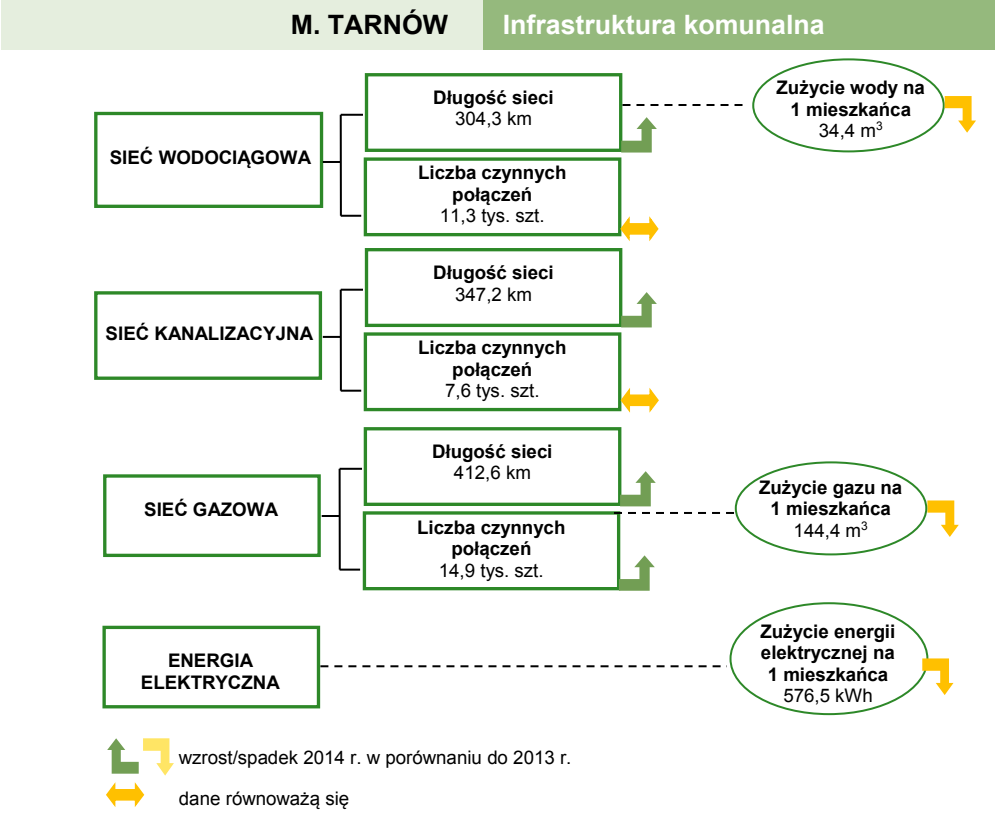 M. TARNÓW
Infrastruktura komunalna
SIEĆ WODOCIĄGOWA
Długość sieci
304,3 km
Zużycie wody na
1 mieszkańca
34,4 m³
Liczba czynnych
połączeń
11,3 tys. szt.
SIEĆ KANALIZACYJNA
Długość sieci
347,2 km
Liczba czynnych
połączeń
7,6 tys. szt.
SIEĆ GAZOWA
Długość sieci
412,6 km
Liczba czynnych
połączeń
14,9 tys. szt.
Zużycie gazu na
1 mieszkańca
144,4 m³
ENERGIA
ELEKTRYCZNA
Zużycie energii
elektrycznej na
1 mieszkańca
576,5 kWh
wzrost/spadek 2014 r. w porównaniu do 2013 r.
dane równoważą się